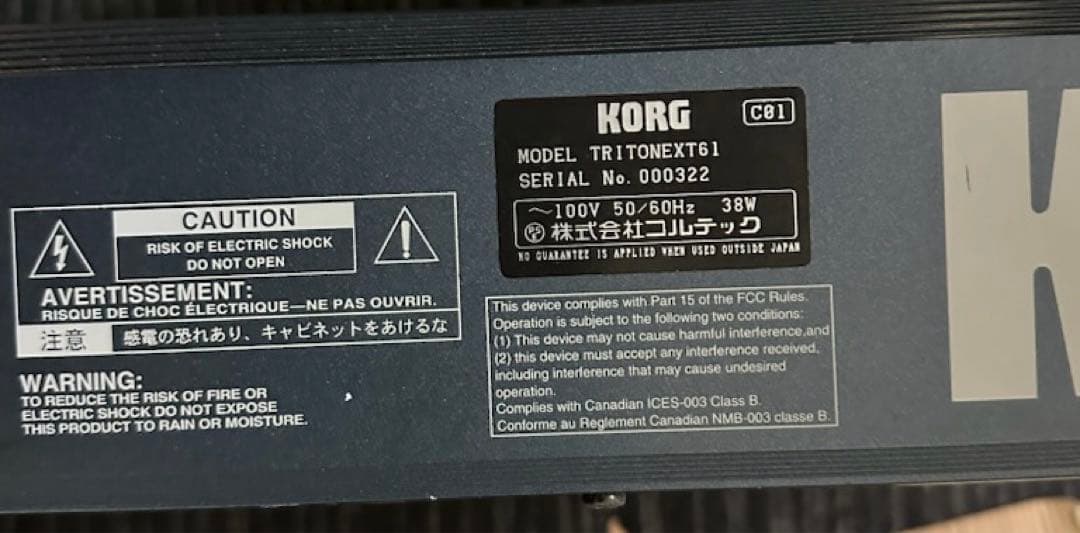 KORG
C01
MODEL TRITONEXT61
SERIAL No. 000322
～100V 50/60Hz 38W
PSE 株式会社コルテック
NO GUARANTEE IS APPLIED WHEN USED OUTSIDE JAPAN
CAUTION
RISK OF ELECTRIC SHOCK
DO NOT OPEN
AVERTISSEMENT:
RISQUE DE CHOC ÉLECTRIQUE—NE PAS OUVRIR.
注意 感電の恐れあり、キャビネットをあけるな
WARNING:
TO REDUCE THE RISK OF FIRE OR
ELECTRIC SHOCK DO NOT EXPOSE
THIS PRODUCT TO RAIN OR MOISTURE.
This device complies with Part 15 of the FCC Rules.
Operation is subject to the following two conditions:
(1) This device may not cause harmful interference,and
(2) this device must accept any interference received,
including interference that may cause undesired
operation.
Complies with Canadian ICES-003 Class B.
Conforme au Reglement Canadian NMB-003 classe B.
K